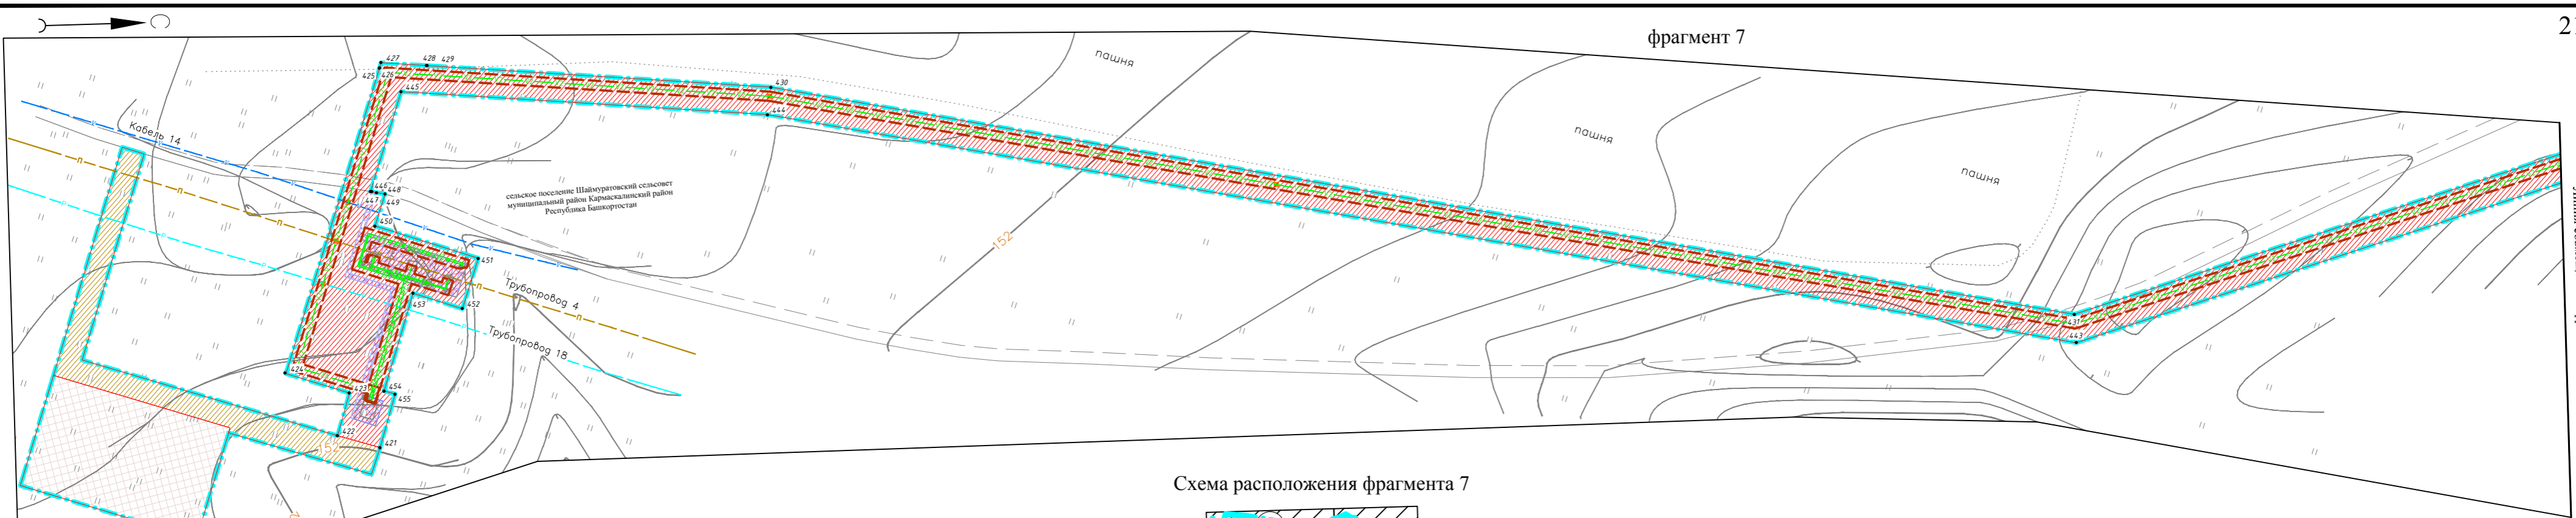 фрагмент 7
пашня
427
428
429
425
426
445
430
444
Кабель 14
пашня
446
448
447
449
450
сельское поселение Шаймуратовский сельсовет
муниципальный район Кармаскалинский район
Республика Башкортостан
пашня
152
451
452
453
Трубопровод 4
Трубопровод 18
431
443
424
423
454
455
422
421
152
Схема расположения фрагмента 7